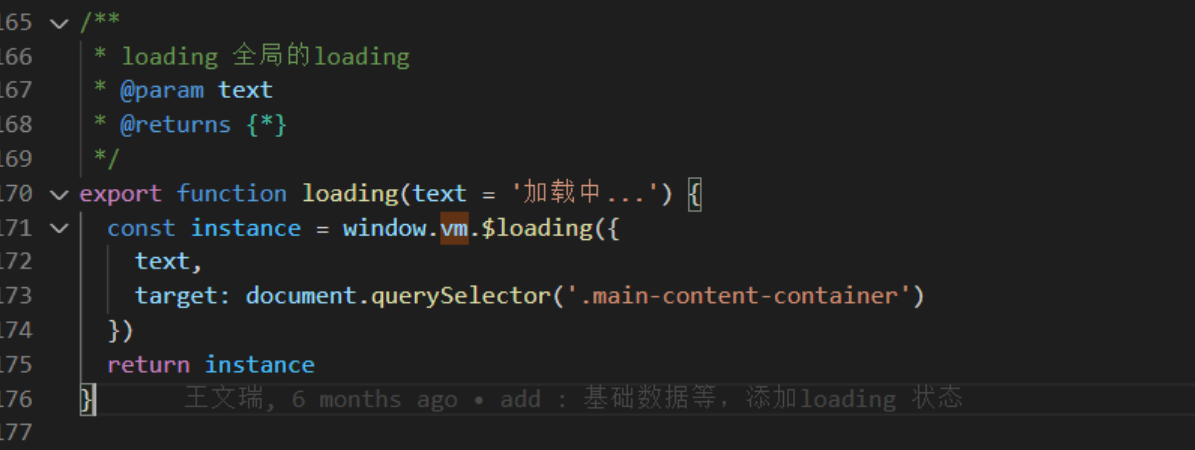 165 /**
166 * loading 全局的loading
167 * @param text
168 * @returns {*}
169 */
170 export function loading(text = '加载中...') {
171 const instance = window.vm.$loading({
172 text,
173 target: document.querySelector('.main-content-container')
174 })
175 return instance
176 } 王文瑞, 6 months ago • add : 基础数据等，添加loading 状态
177